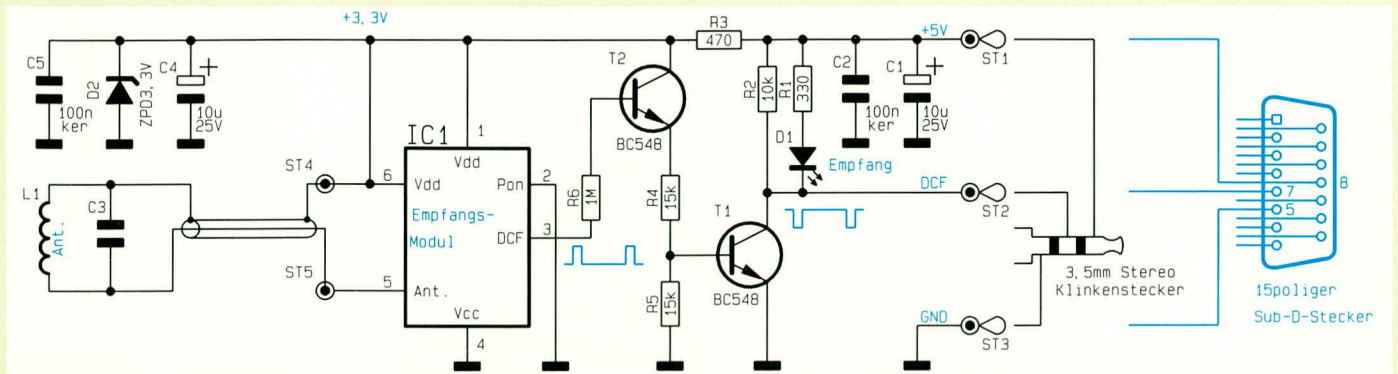 +3,3V
C5
100n
ker
D2
ZPD3,3V
C4
+
10u
25V
IC1
1
Vdd
6
Vdd
Pon
2
Empfangs-
Modul
DCF
3
5
Ant.
Vcc
4
ST4
ST5
L1
Ant.
C3
R6
1M
T2
BC548
R4
15k
R5
15k
T1
BC548
R3
470
R2
10k
R1
330
D1
Empfang
C2
100n
ker
C1
+
10u
25V
+5V
ST1
DCF
ST2
GND
ST3
3,5mm Stereo
Klinkenstecker
8
7
5
15poliger
Sub-D-Stecker